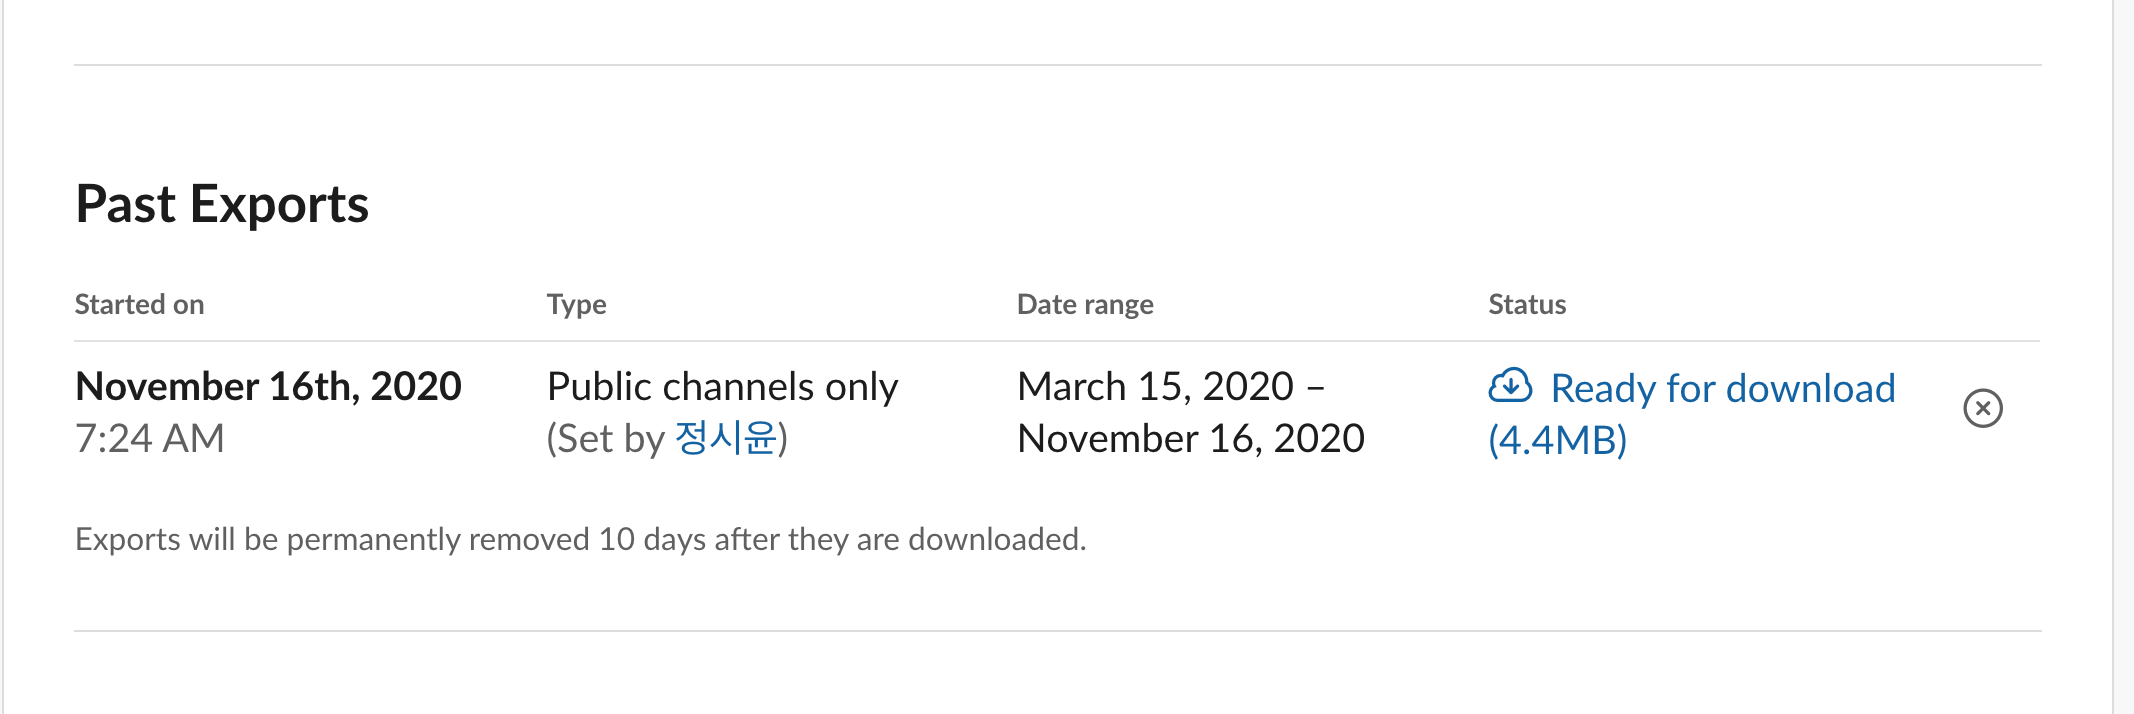 Past Exports
Started on
Type
Date range
Status
November 16th, 2020
7:24 AM
Public channels only
(Set by 정시윤)
March 15, 2020 –
November 16, 2020
Ready for download
(4.4MB)
Exports will be permanently removed 10 days after they are downloaded.